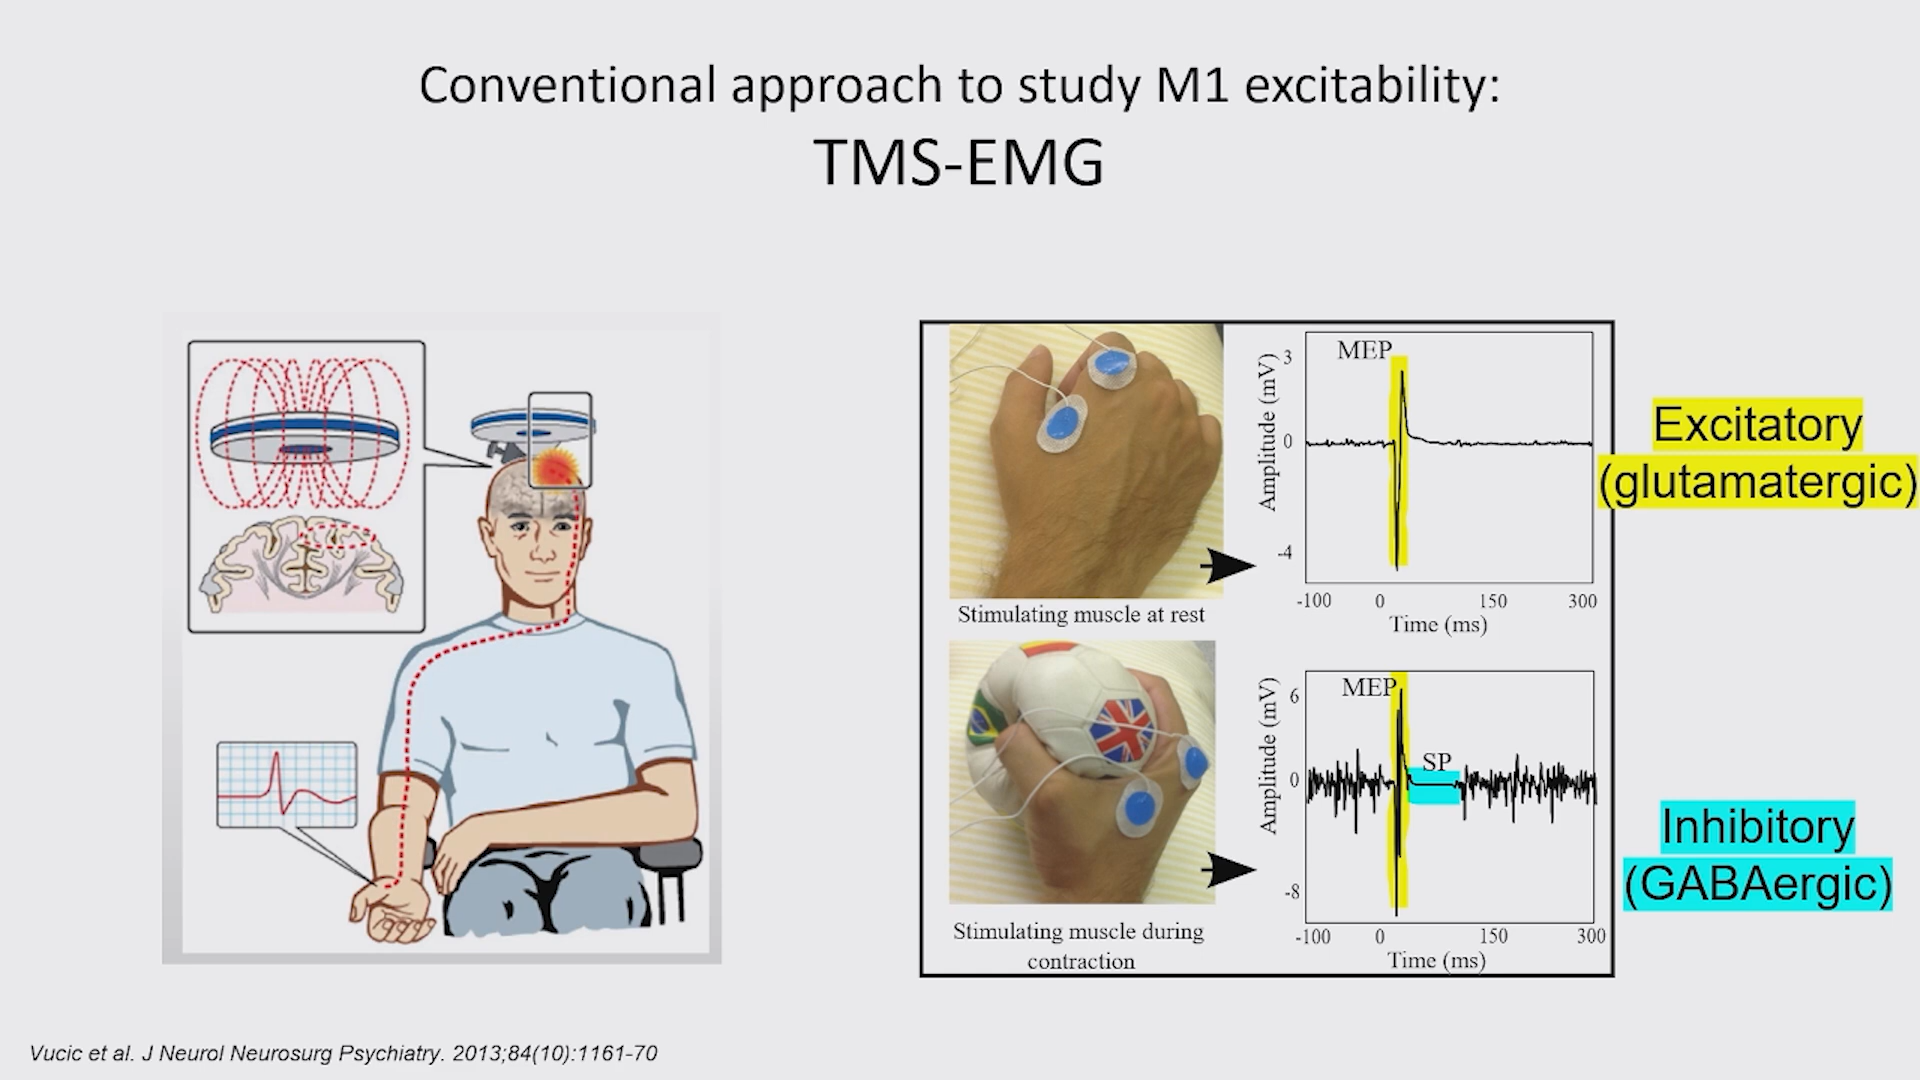 Conventional approach to study M1 excitability:
TMS-EMG
MEP
Amplitude (mV)
3
0
-4
-100 0 150 300
Time (ms)
Stimulating muscle at rest
Excitatory
(glutamatergic)
MEP
SP
Amplitude (mV)
6
0
-8
-100 0 150 300
Time (ms)
Stimulating muscle during
contraction
Inhibitory
(GABAergic)
Vucic et al. J Neurol Neurosurg Psychiatry. 2013;84(10):1161-70